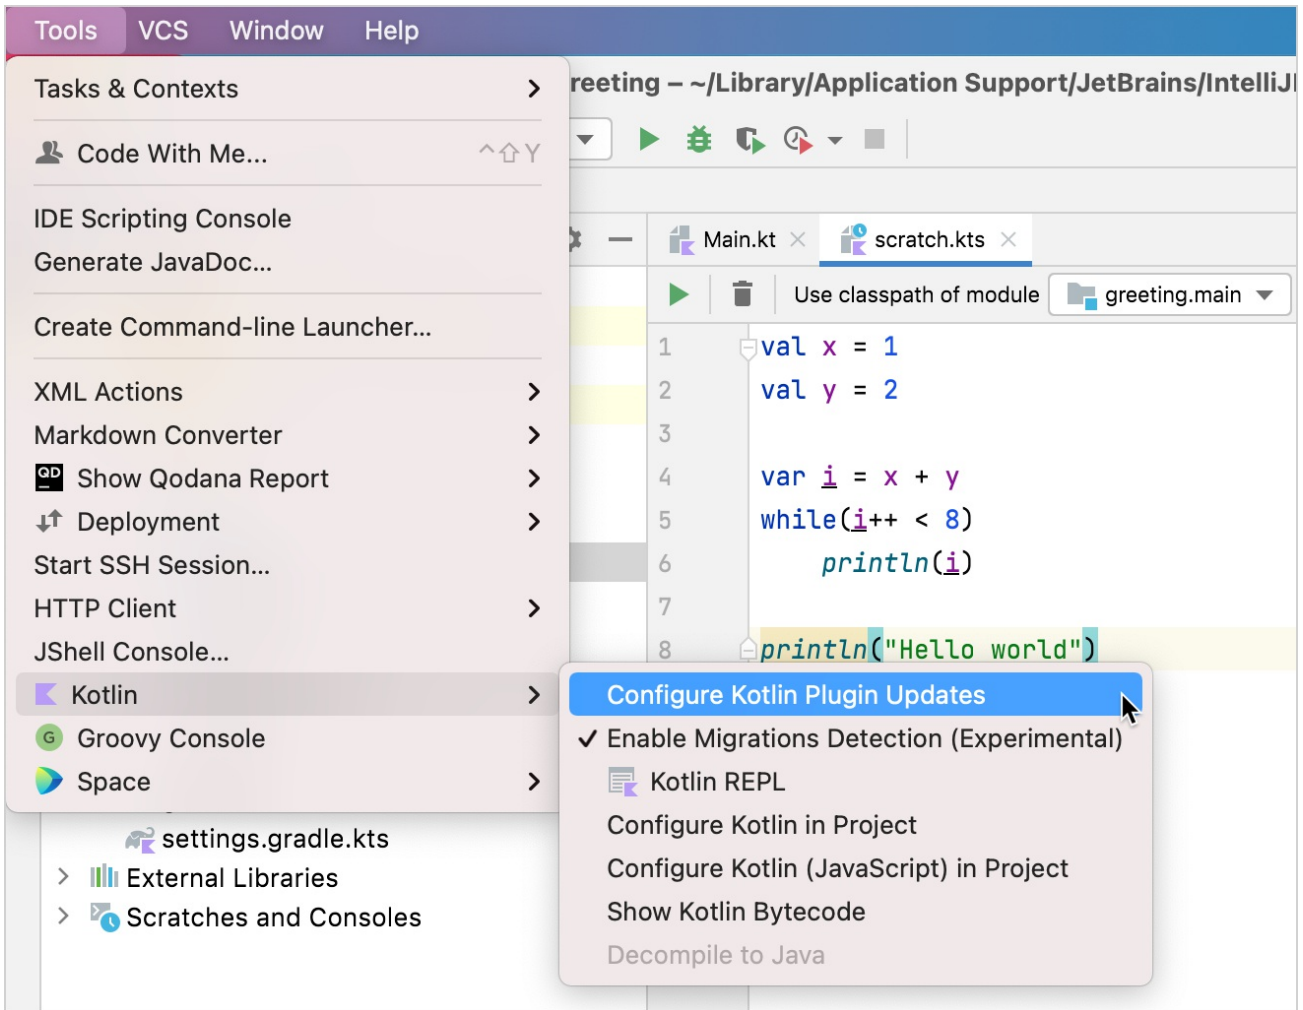 Tools VCS Window Help
reeting – ~/Library/Application Support/JetBrains/IntelliJ
Tasks & Contexts
Code With Me... ^⇧Y
IDE Scripting Console
Generate JavaDoc...
Create Command-line Launcher...
XML Actions
Markdown Converter
QD Show Qodana Report
Deployment
Start SSH Session...
HTTP Client
JShell Console...
Kotlin
G Groovy Console
Space
Main.kt scratch.kts
Use classpath of module greeting.main
1 val x = 1
2 val y = 2
3
4 var i = x + y
5 while(i++ < 8)
6 println(i)
7
8 println("Hello world")
Configure Kotlin Plugin Updates
✓ Enable Migrations Detection (Experimental)
Kotlin REPL
Configure Kotlin in Project
Configure Kotlin (JavaScript) in Project
Show Kotlin Bytecode
Decompile to Java
settings.gradle.kts
External Libraries
Scratches and Consoles